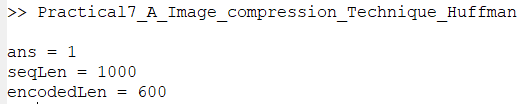 >> Practical7_A_Image_compression_Technique_Huffman
ans = 1
seqLen = 1000
encodedLen = 600